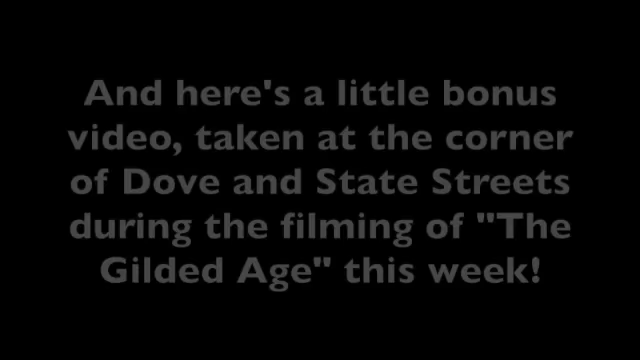 And here's a little bonus
video, taken at the corner
of Dove and State Streets
during the filming of "The
Gilded Age" this week!